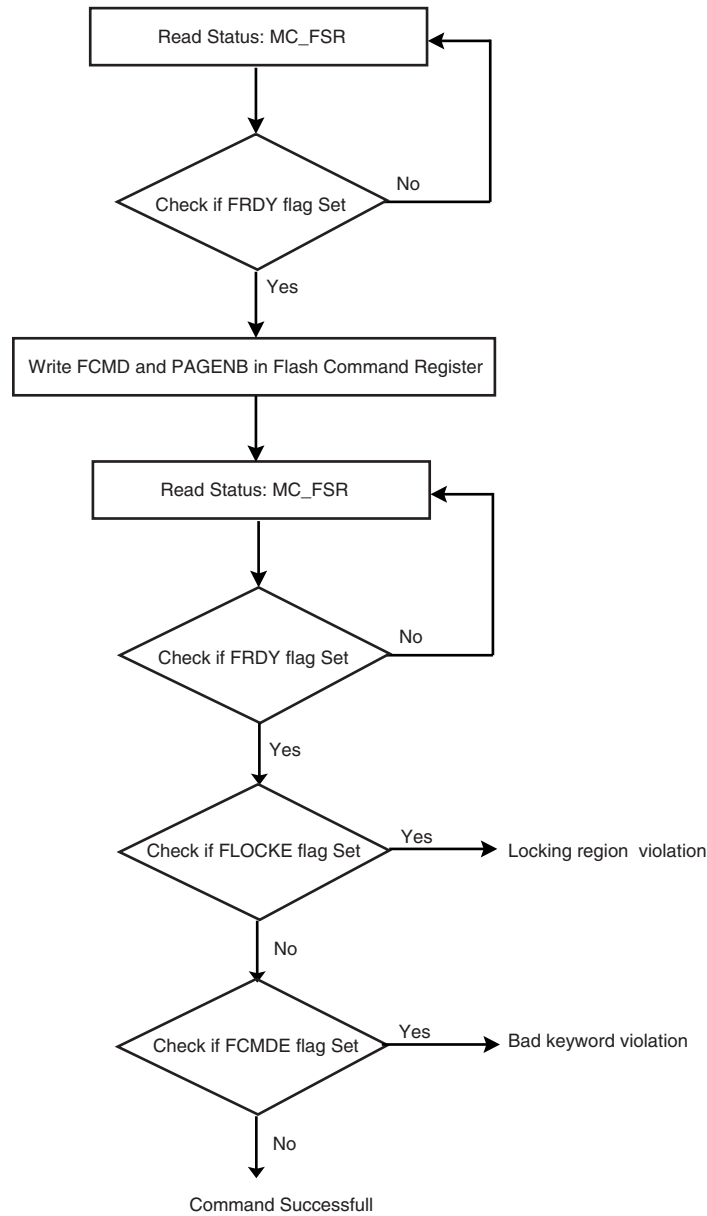 Read Status: MC_FSR
Check if FRDY flag Set
No
Yes
Write FCMD and PAGENB in Flash Command Register
Read Status: MC_FSR
Check if FRDY flag Set
No
Yes
Check if FLOCKE flag Set
Yes
Locking region violation
No
Check if FCMDE flag Set
Yes
Bad keyword violation
No
Command Successfull